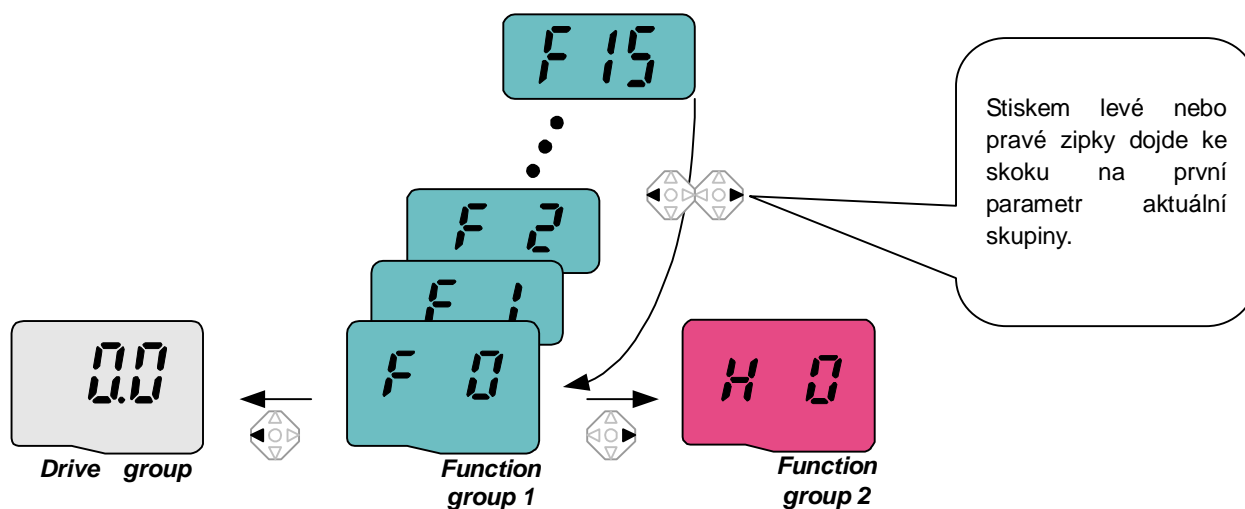 F 15
Stiskem levé nebo
pravé zipky dojde ke
skoku na první
parametr aktuální
skupiny.
F 2
F 1
0.0
F 0
H 0
Drive group
Function
group 1
Function
group 2